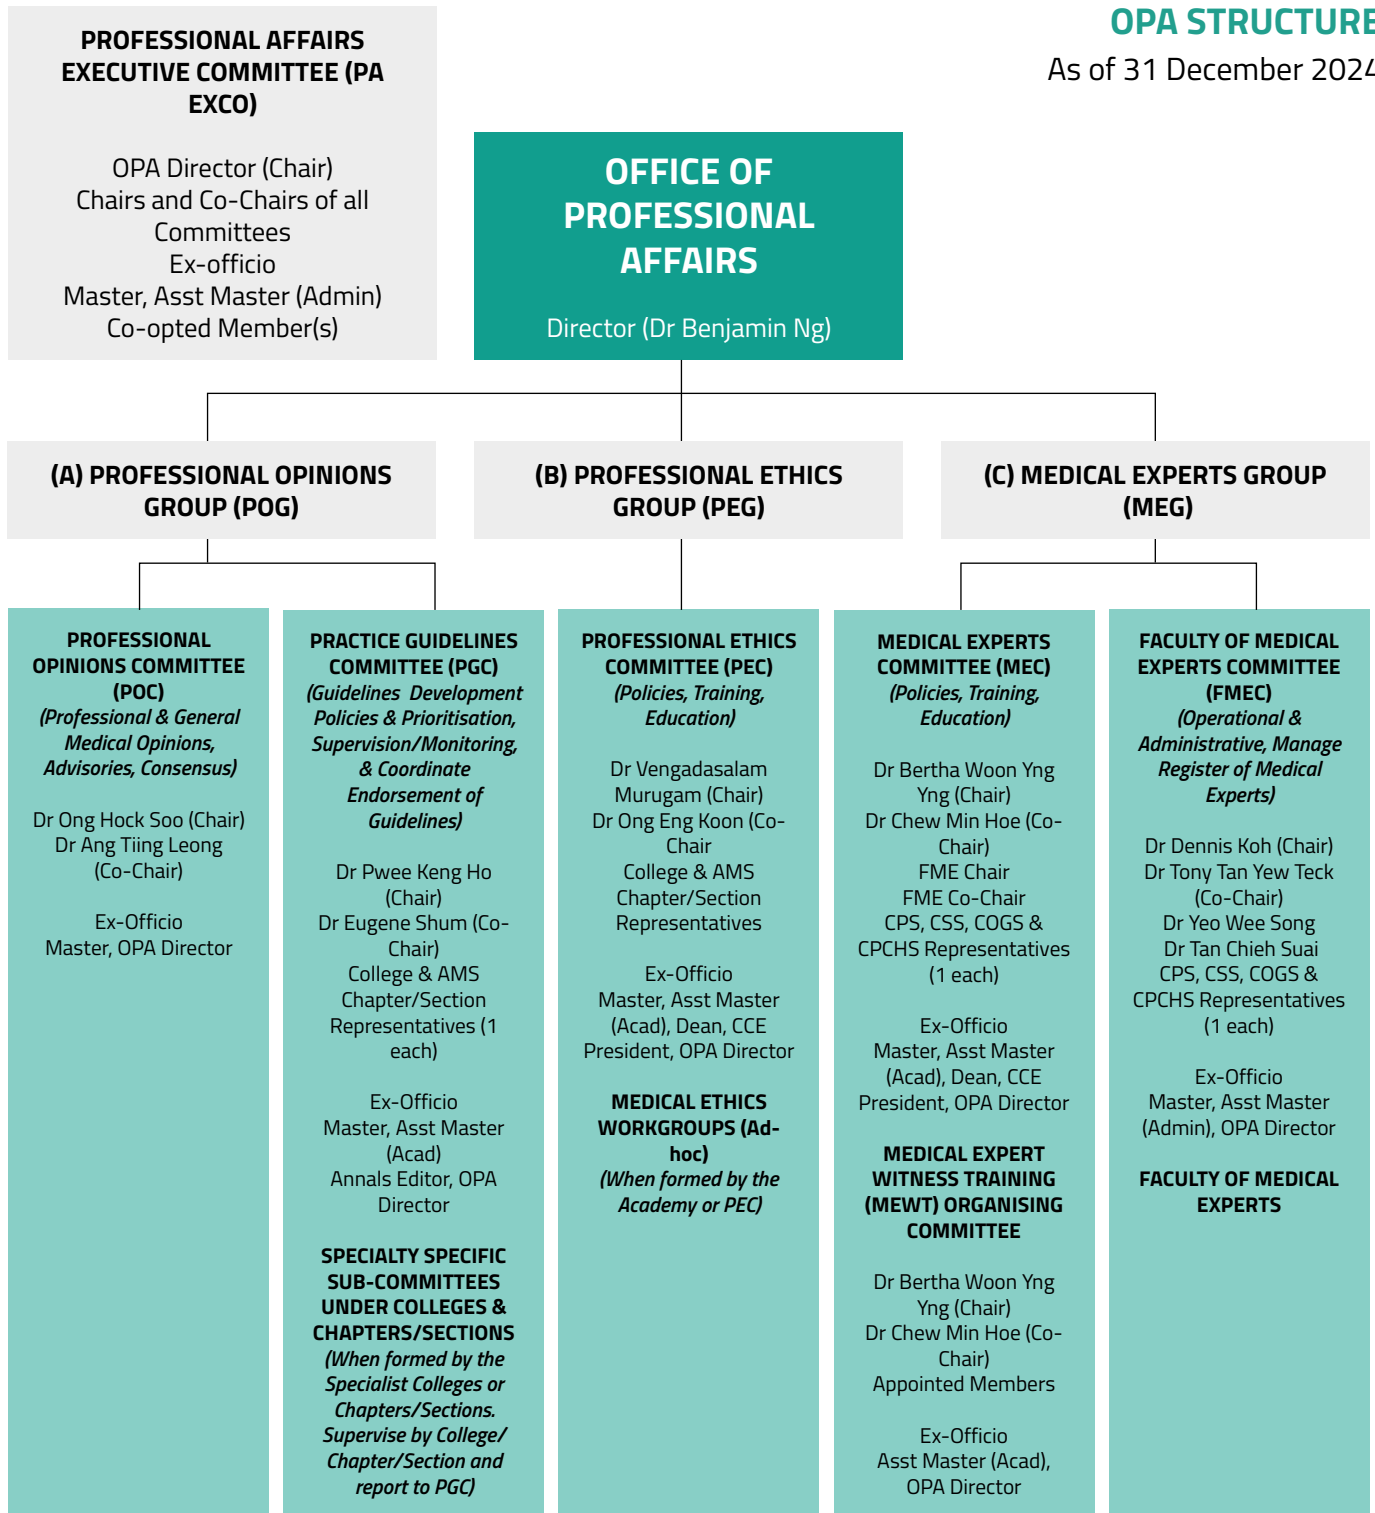 OPA STRUCTURE
As of 31 December 2024
PROFESSIONAL AFFAIRS
EXECUTIVE COMMITTEE (PA
EXCO)
OPA Director (Chair)
Chairs and Co-Chairs of all
Committees
Ex-officio
Master, Asst Master (Admin)
Co-opted Member(s)
OFFICE OF
PROFESSIONAL
AFFAIRS
Director (Dr Benjamin Ng)
(A) PROFESSIONAL OPINIONS
GROUP (POG)
(B) PROFESSIONAL ETHICS
GROUP (PEG)
(C) MEDICAL EXPERTS GROUP
(MEG)
PROFESSIONAL
OPINIONS COMMITTEE
(POC)
(Professional & General
Medical Opinions,
Advisories, Consensus)
Dr Ong Hock Soo (Chair)
Dr Ang Tiing Leong
(Co-Chair)
Ex-Officio
Master, OPA Director
PRACTICE GUIDELINES
COMMITTEE (PGC)
(Guidelines Development
Policies & Prioritisation,
Supervision/Monitoring,
& Coordinate
Endorsement of
Guidelines)
Dr Pwee Keng Ho
(Chair)
Dr Eugene Shum (Co-
Chair)
College & AMS
Chapter/Section
Representatives (1
each)
Ex-Officio
Master, Asst Master
(Acad)
Annals Editor, OPA
Director
SPECIALTY SPECIFIC
SUB-COMMITTEES
UNDER COLLEGES &
CHAPTERS/SECTIONS
(When formed by the
Specialist Colleges or
Chapters/Sections.
Supervise by College/
Chapter/Section and
report to PGC)
PROFESSIONAL ETHICS
COMMITTEE (PEC)
(Policies, Training,
Education)
Dr Vengadasalam
Murugam (Chair)
Dr Ong Eng Koon (Co-
Chair
College & AMS
Chapter/Section
Representatives
Ex-Officio
Master, Asst Master
(Acad), Dean, CCE
President, OPA Director
MEDICAL ETHICS
WORKGROUPS (Ad-
hoc)
(When formed by the
Academy or PEC)
MEDICAL EXPERTS
COMMITTEE (MEC)
(Policies, Training,
Education)
Dr Bertha Woon Yng
Yng (Chair)
Dr Chew Min Hoe (Co-
Chair)
FME Chair
FME Co-Chair
CPS, CSS, COGS &
CPCHS Representatives
(1 each)
Ex-Officio
Master, Asst Master
(Acad), Dean, CCE
President, OPA Director
MEDICAL EXPERT
WITNESS TRAINING
(MEWT) ORGANISING
COMMITTEE
Dr Bertha Woon Yng
Yng (Chair)
Dr Chew Min Hoe (Co-
Chair)
Appointed Members
Ex-Officio
Asst Master (Acad),
OPA Director
FACULTY OF MEDICAL
EXPERTS COMMITTEE
(FMEC)
(Operational &
Administrative, Manage
Register of Medical
Experts)
Dr Dennis Koh (Chair)
Dr Tony Tan Yew Teck
(Co-Chair)
Dr Yeo Wee Song
Dr Tan Chieh Suai
CPS, CSS, COGS &
CPCHS Representatives
(1 each)
Ex-Officio
Master, Asst Master
(Admin), OPA Director
FACULTY OF MEDICAL
EXPERTS